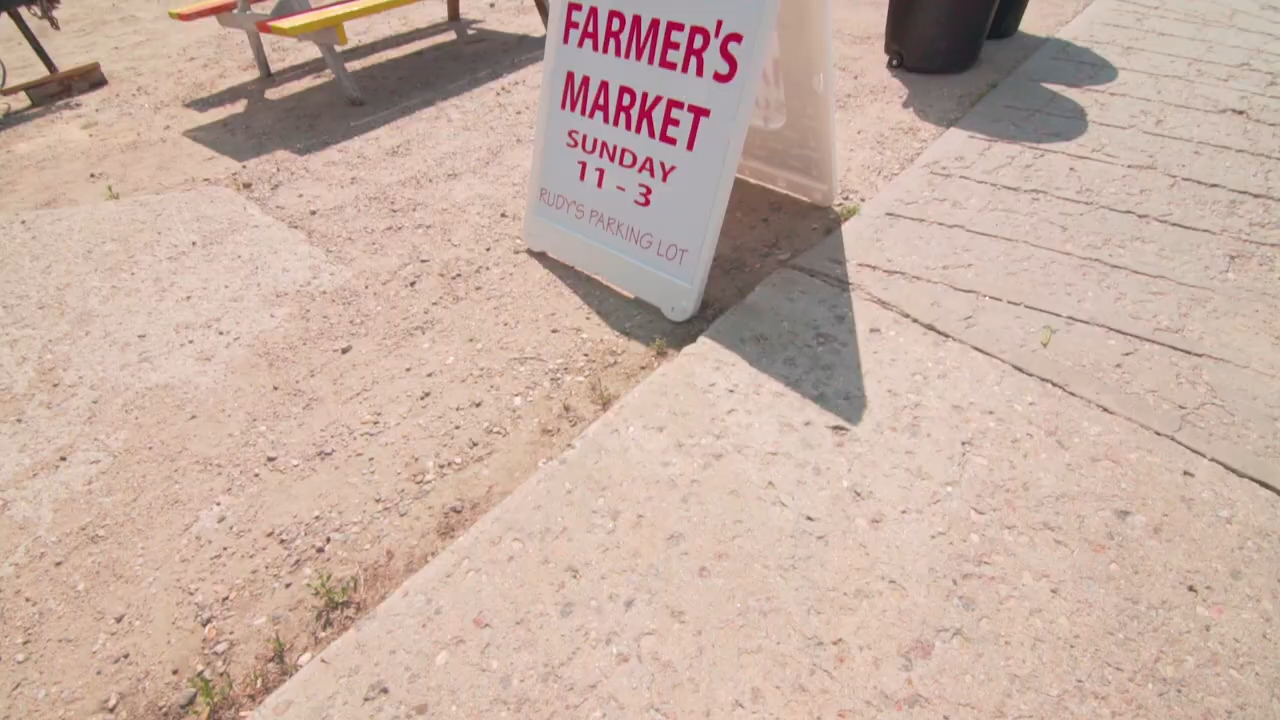 FARMER'S
MARKET
SUNDAY
11 - 3
RUDY'S PARKING LOT